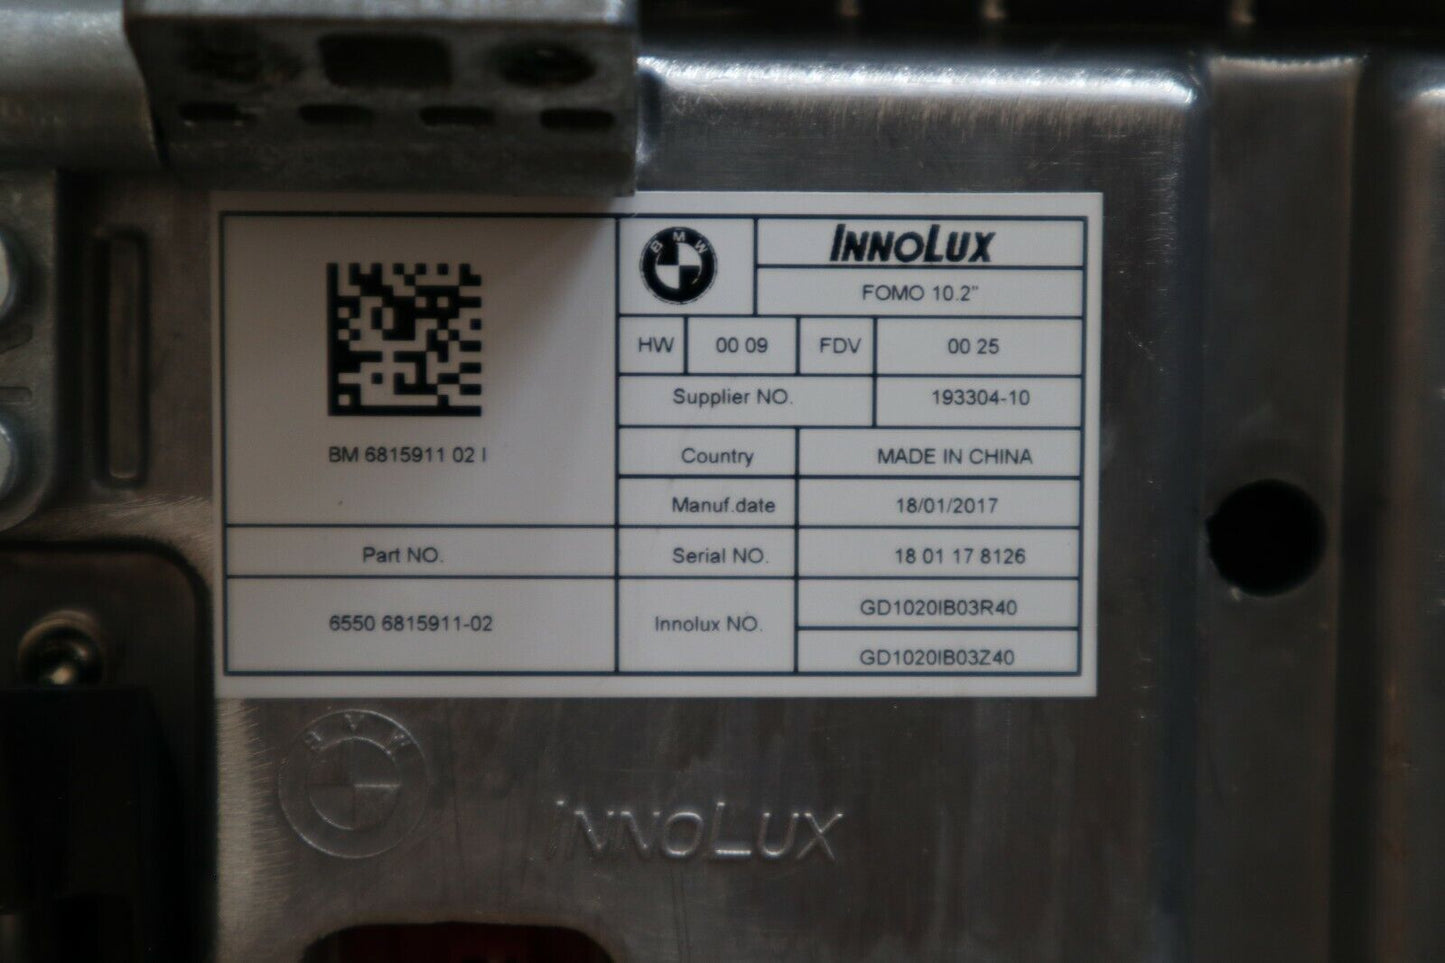 BMW
INNOLUX
FOMO 10.2"
HW 00 09 FDV 00 25
Supplier NO. 193304-10
BM 6815911 02 I
Country MADE IN CHINA
Manuf.date 18/01/2017
Part NO.
Serial NO. 18 01 17 8126
6550 6815911-02
Innolux NO.
GD1020IB03R40
GD1020IB03Z40
BMW
INNOLUX